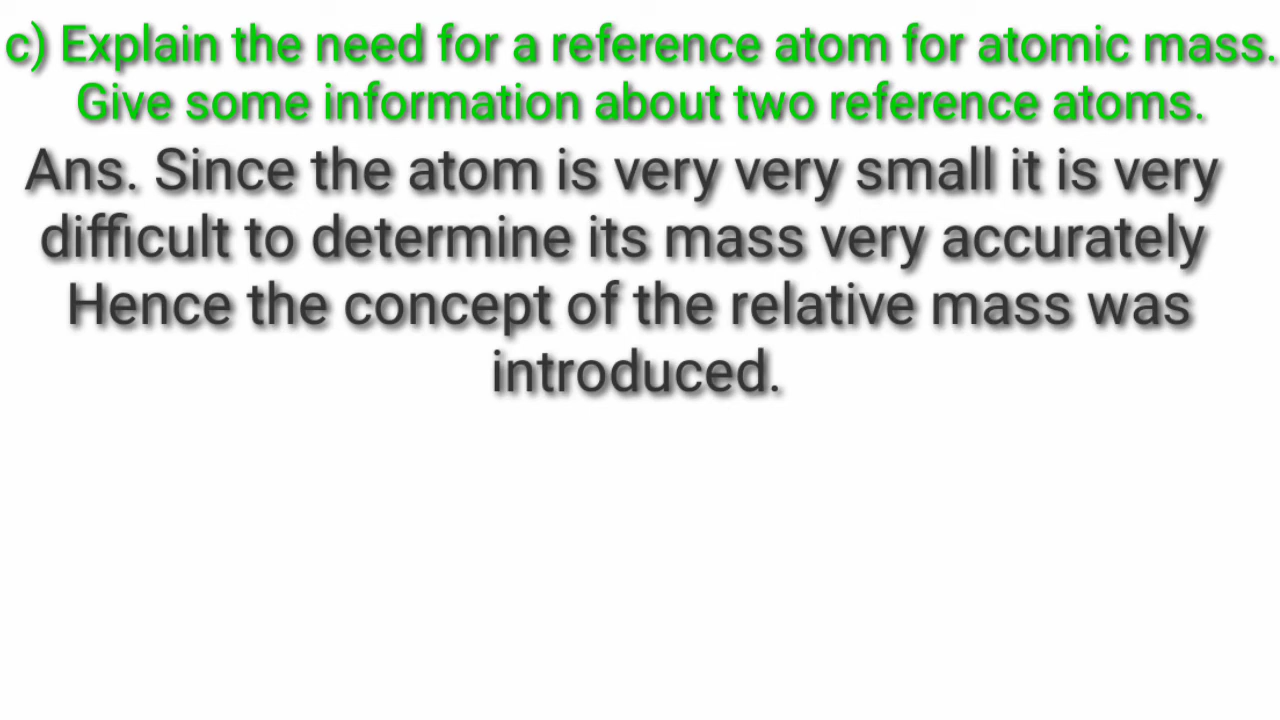 c) Explain the need for a reference atom for atomic mass.
Give some information about two reference atoms.
Ans. Since the atom is very very small it is very
difficult to determine its mass very accurately
Hence the concept of the relative mass was
introduced.